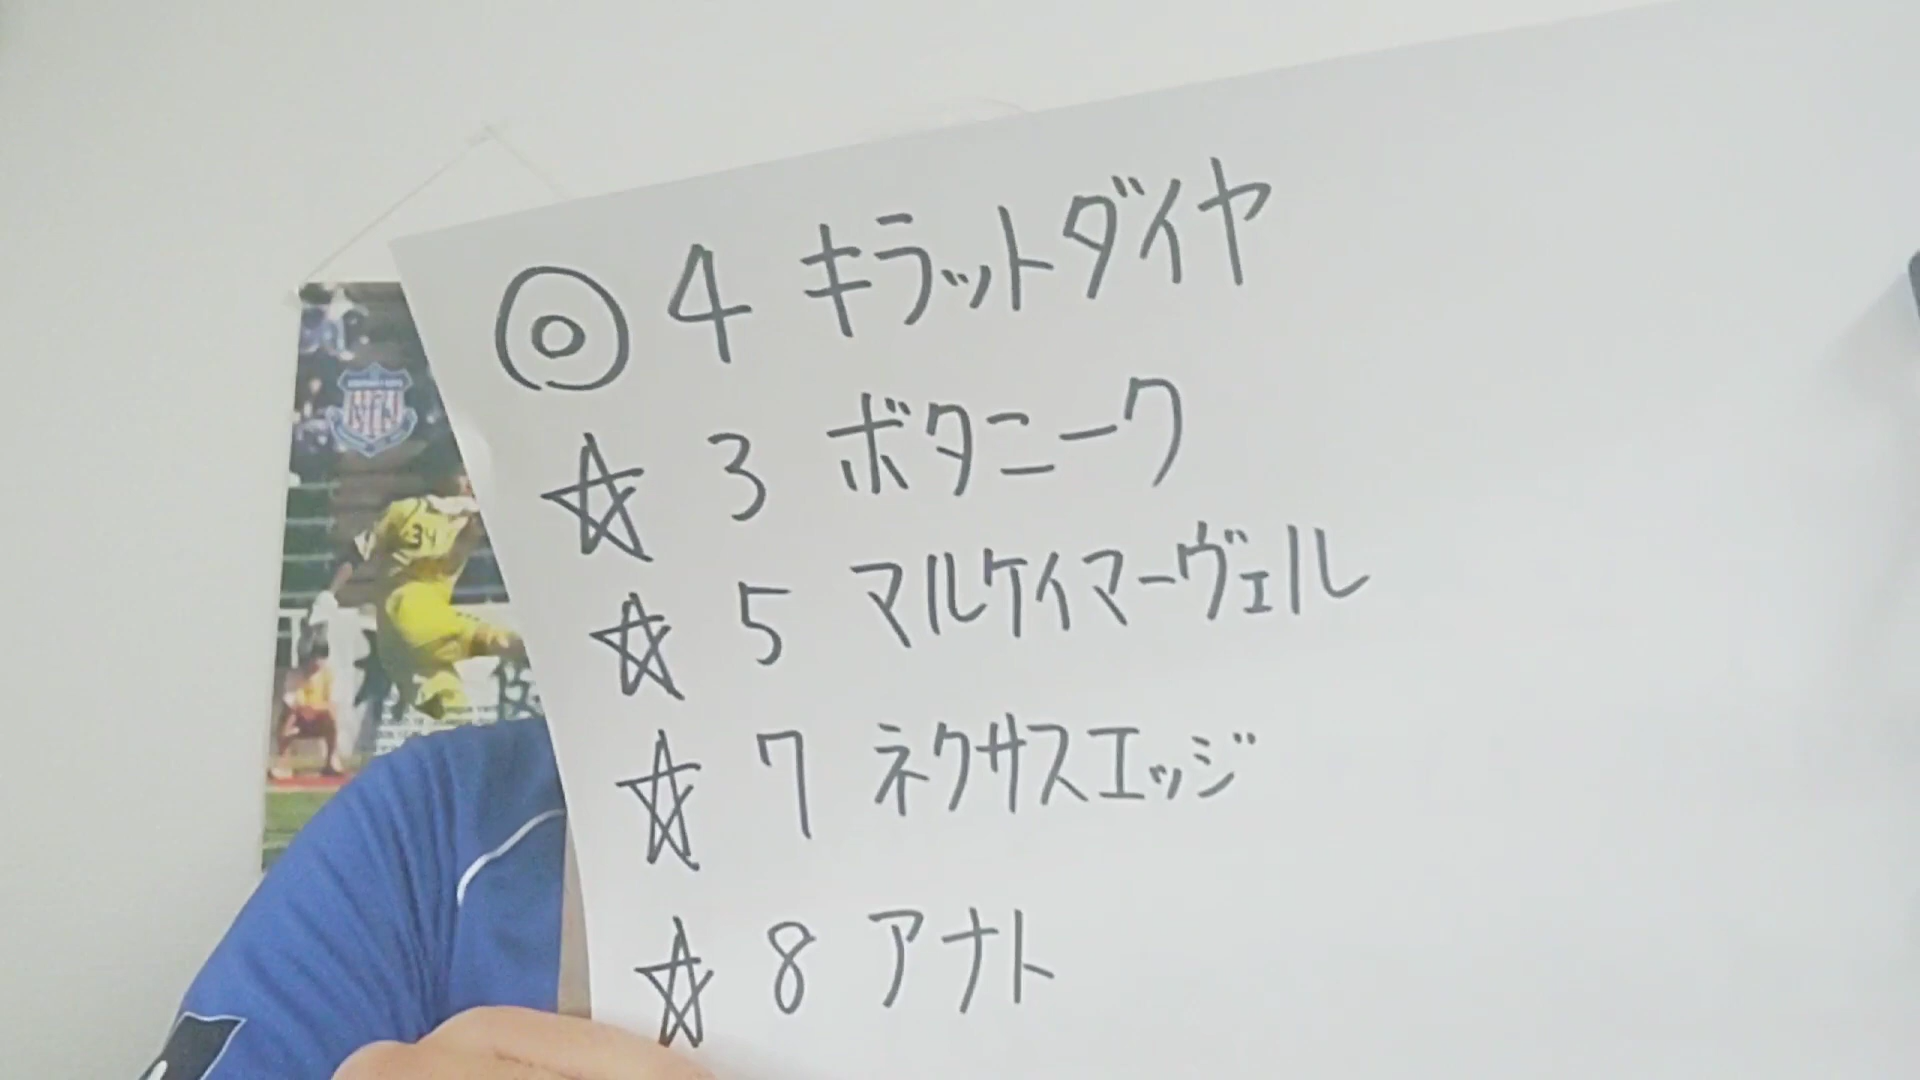 ◎ 4 キラットダイヤ
☆ 3 ボタニーク
☆ 5 マルケイマーヴェル
☆ 7 ネクサスエッジ
☆ 8 アナト
34